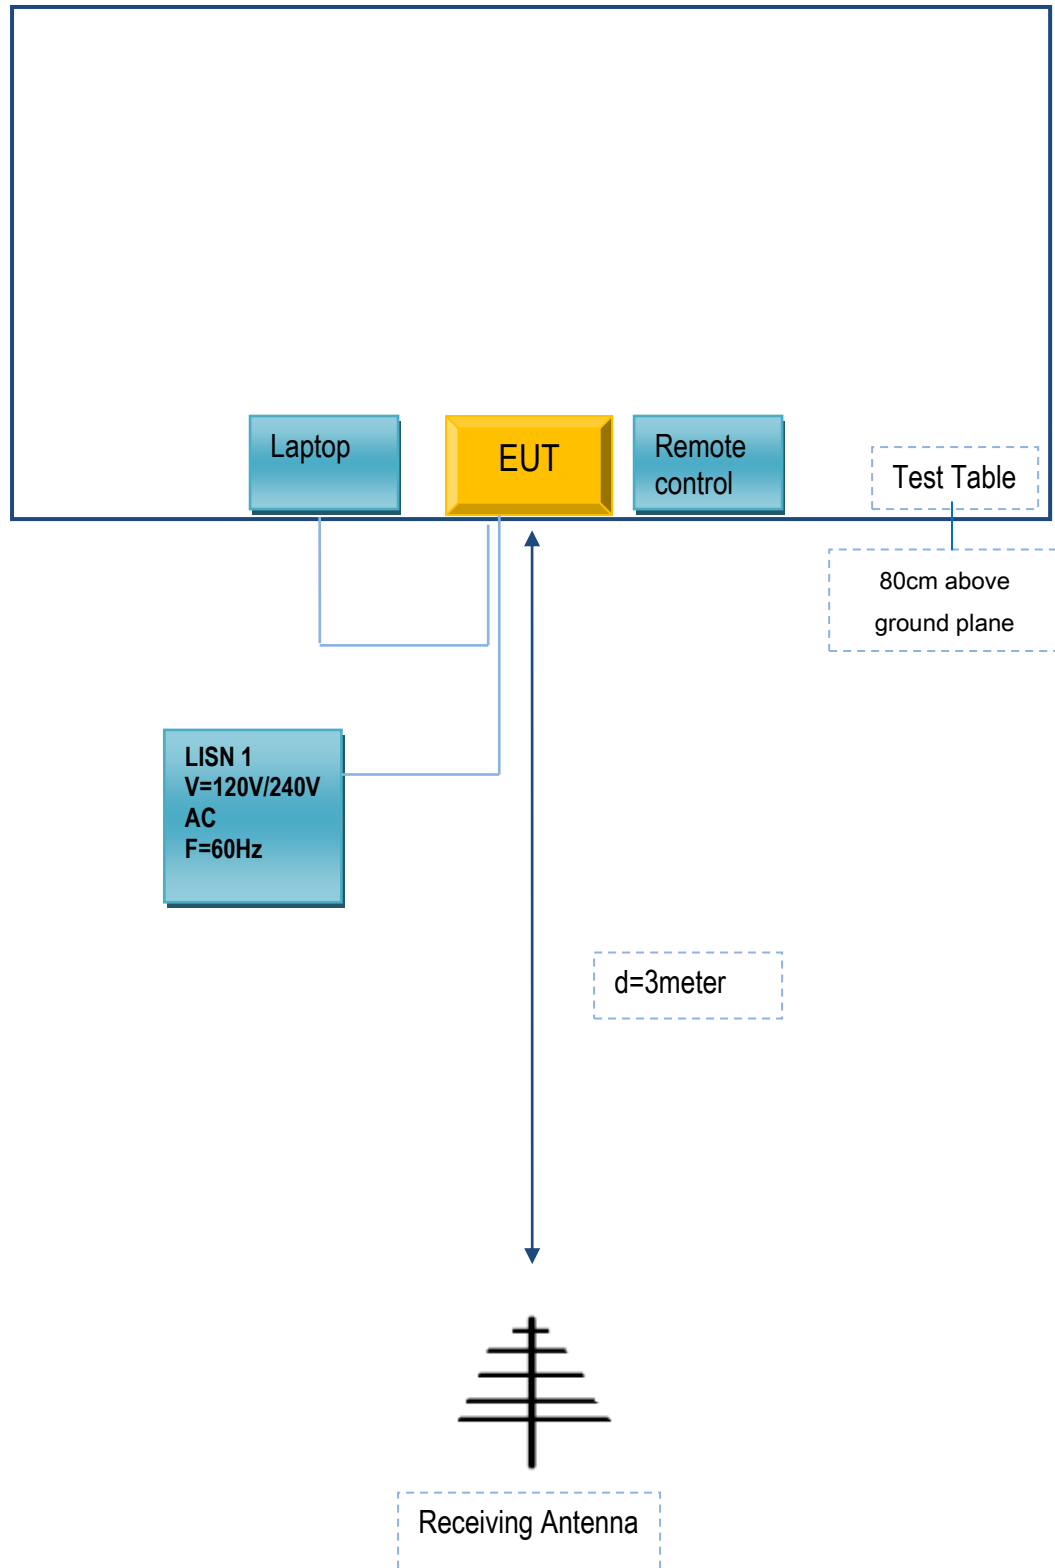 Laptop
EUT
Remote
control
Test Table
80cm above
ground plane
LISN 1
V=120V/240V
AC
F=60Hz
d=3meter
Receiving Antenna